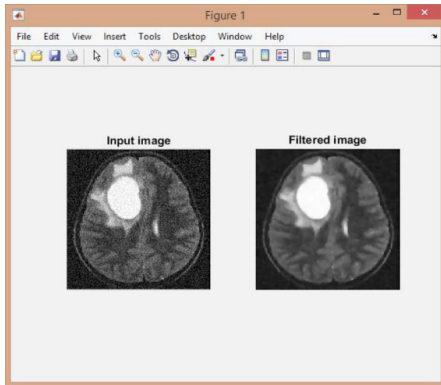 Figure 1
File Edit View Insert Tools Desktop Window Help
Input image
Filtered image